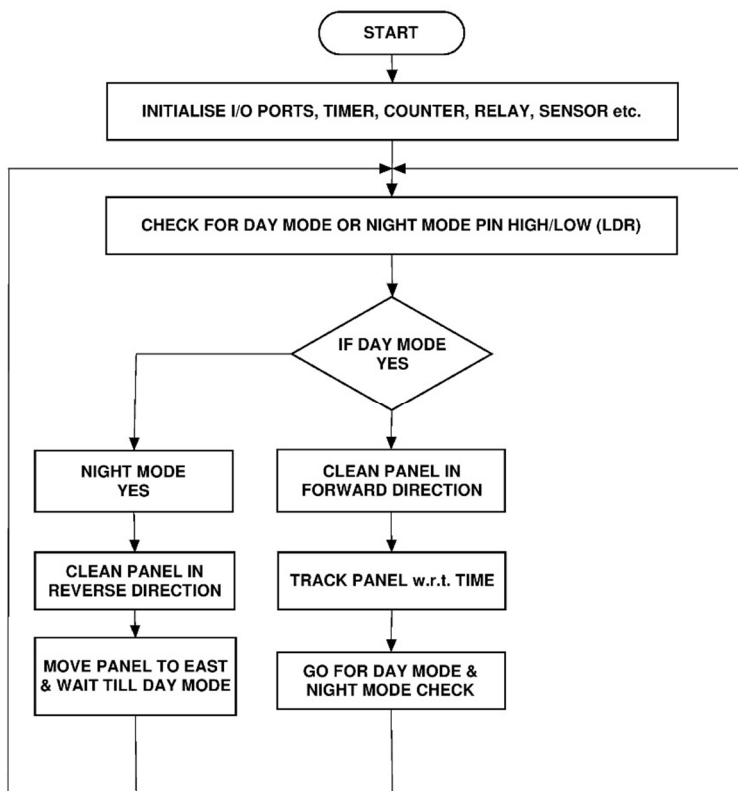 START
INITIALISE I/O PORTS, TIMER, COUNTER, RELAY, SENSOR etc.
CHECK FOR DAY MODE OR NIGHT MODE PIN HIGH/LOW (LDR)
IF DAY MODE
YES
NIGHT MODE
YES
CLEAN PANEL IN
REVERSE DIRECTION
MOVE PANEL TO EAST
& WAIT TILL DAY MODE
CLEAN PANEL IN
FORWARD DIRECTION
TRACK PANEL w.r.t. TIME
GO FOR DAY MODE &
NIGHT MODE CHECK